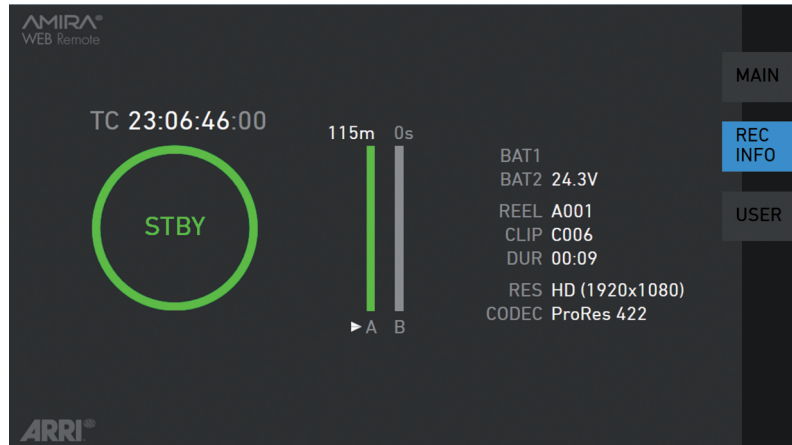 AMIRA®
WEB Remote
TC 23:06:46:00
STBY
115m 0s
A B
BAT1
BAT2 24.3V
REEL A001
CLIP C006
DUR 00:09
RES HD (1920x1080)
CODEC ProRes 422
MAIN
REC
INFO
USER
ARRI®